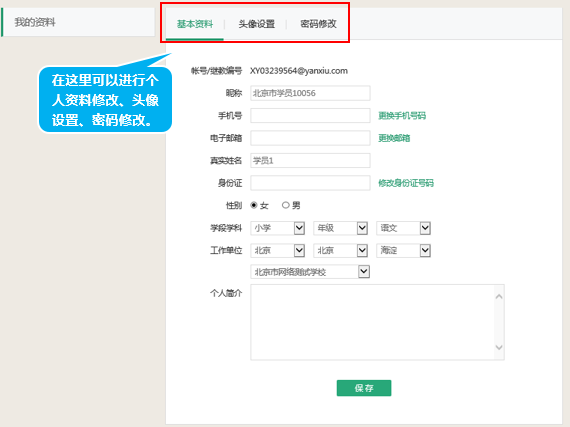 我的资料
基本资料 头像设置 密码修改
在这里可以进行个
人资料修改、头像
设置、密码修改。
帐号/继教编号 XY03239564@yanxiu.com
昵称 北京市学员10056
手机号 更换手机号码
电子邮箱 更换邮箱
真实姓名 学员1
身份证 修改身份证号码
性别 女 男
学段学科 小学 年级 语文
工作单位 北京 北京 海淀
北京市网络测试学校
个人简介
保存